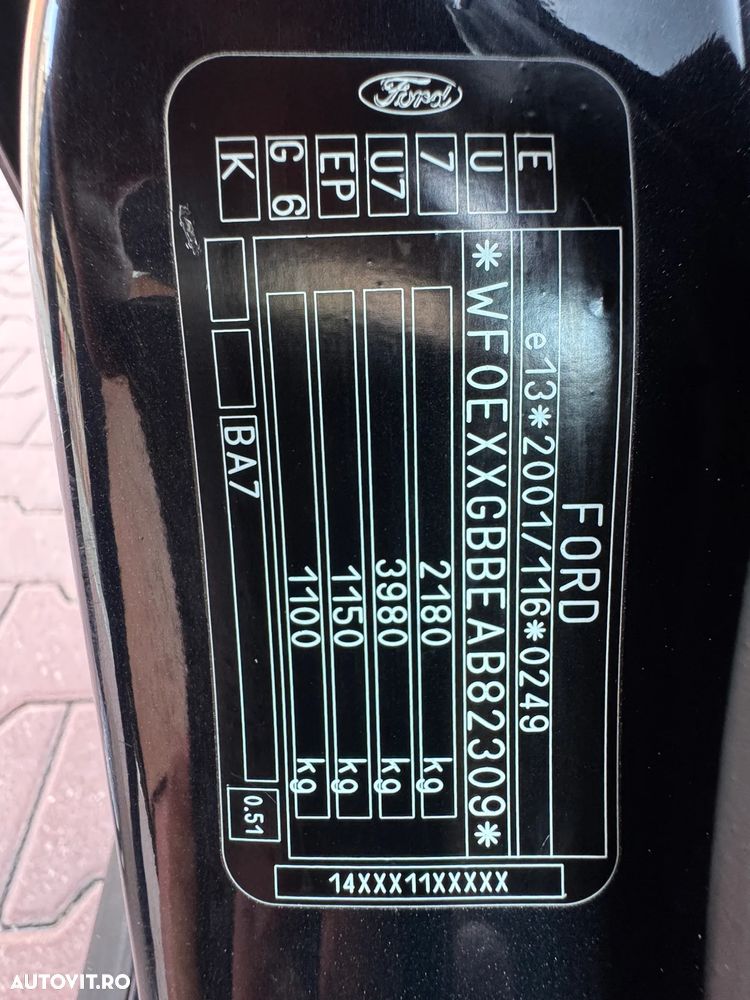 Ford
E
U
7
U7
EP
G 6
K
FORD
e13*2001/116*0249
*WF0EXXGBBEAB82309*
2180 kg
3980 kg
1150 kg
1100 kg
BA7
0.51
14XXX11XXXXX
AUTOVIT.RO